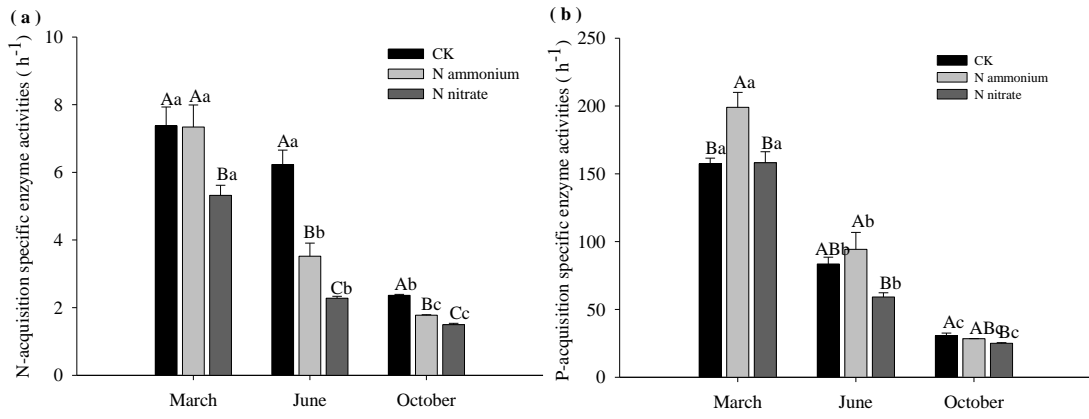 ( a )
N-acquisition specific enzyme activities ( h-1)
10
8
6
4
2
0
CK
N ammonium
N nitrate
Aa Aa Ba
Aa Bb Cb
Ab Bc Cc
March June October
( b )
P-acquisition specific enzyme activities ( h-1)
250
200
150
100
50
0
CK
N ammonium
N nitrate
Ba Aa Ba
ABb Ab Bb
Ac ABc Bc
March June October